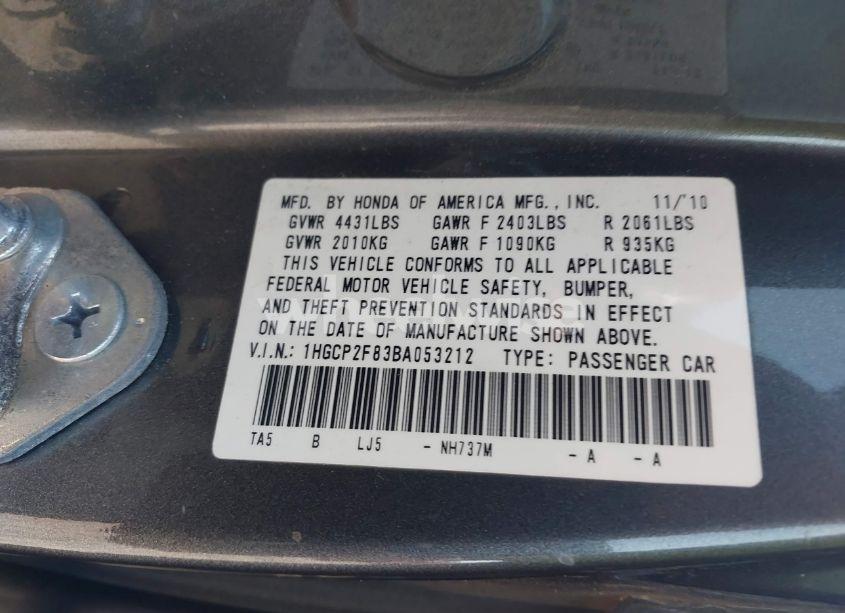 MFD. BY HONDA OF AMERICA MFG., INC. 11/'10
GVWR 4431LBS GAWR F 2403LBS R 2061LBS
GVWR 2010KG GAWR F 1090KG R 935KG
THIS VEHICLE CONFORMS TO ALL APPLICABLE
FEDERAL MOTOR VEHICLE SAFETY, BUMPER,
AND THEFT PREVENTION STANDARDS IN EFFECT
ON THE DATE OF MANUFACTURE SHOWN ABOVE.
V.I.N.: 1HGCP2F83BA053212 TYPE: PASSENGER CAR
TA5 B LJ5 - NH737M - A - A